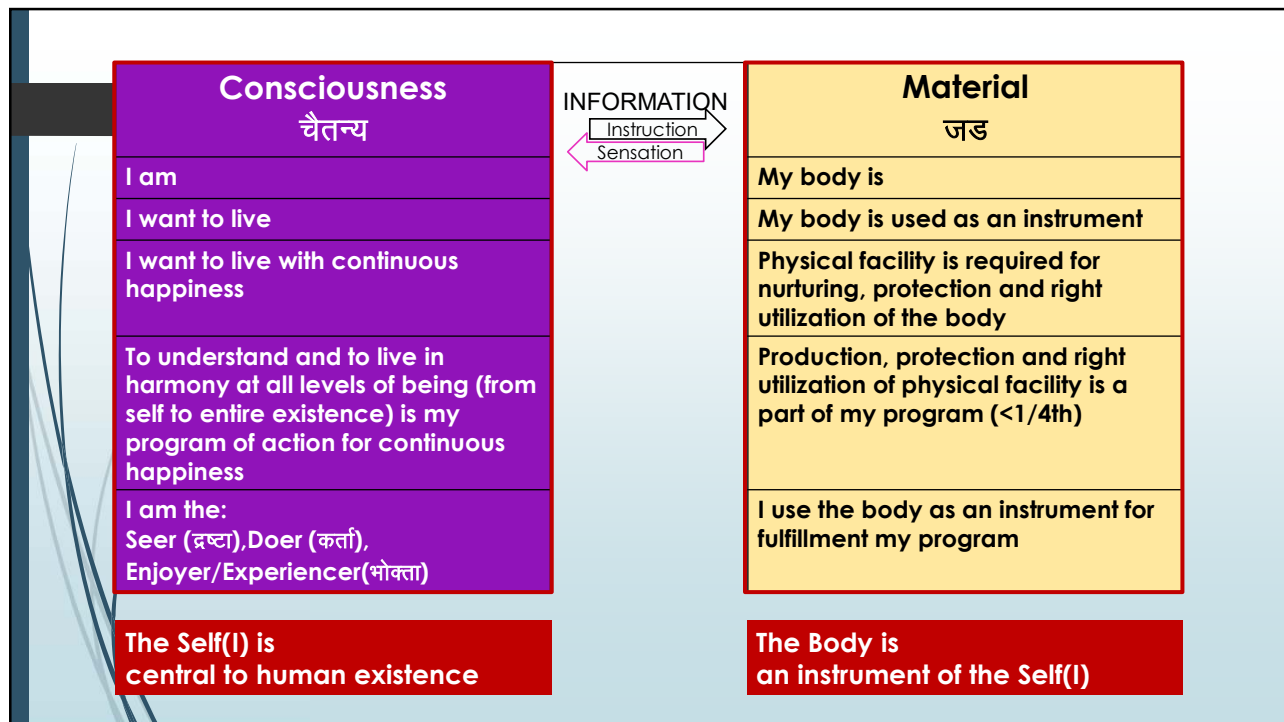 Consciousness
चैतन्य
I am
I want to live
I want to live with continuous
happiness
To understand and to live in
harmony at all levels of being (from
self to entire existence) is my
program of action for continuous
happiness
I am the:
Seer (द्रष्टा),Doer (कर्ता),
Enjoyer/Experiencer(भोक्ता)
The Self(I) is
central to human existence
INFORMATION
Instruction
Sensation
Material
जड
My body is
My body is used as an instrument
Physical facility is required for
nurturing, protection and right
utilization of the body
Production, protection and right
utilization of physical facility is a
part of my program (<1/4th)
I use the body as an instrument for
fulfillment my program
The Body is
an instrument of the Self(I)